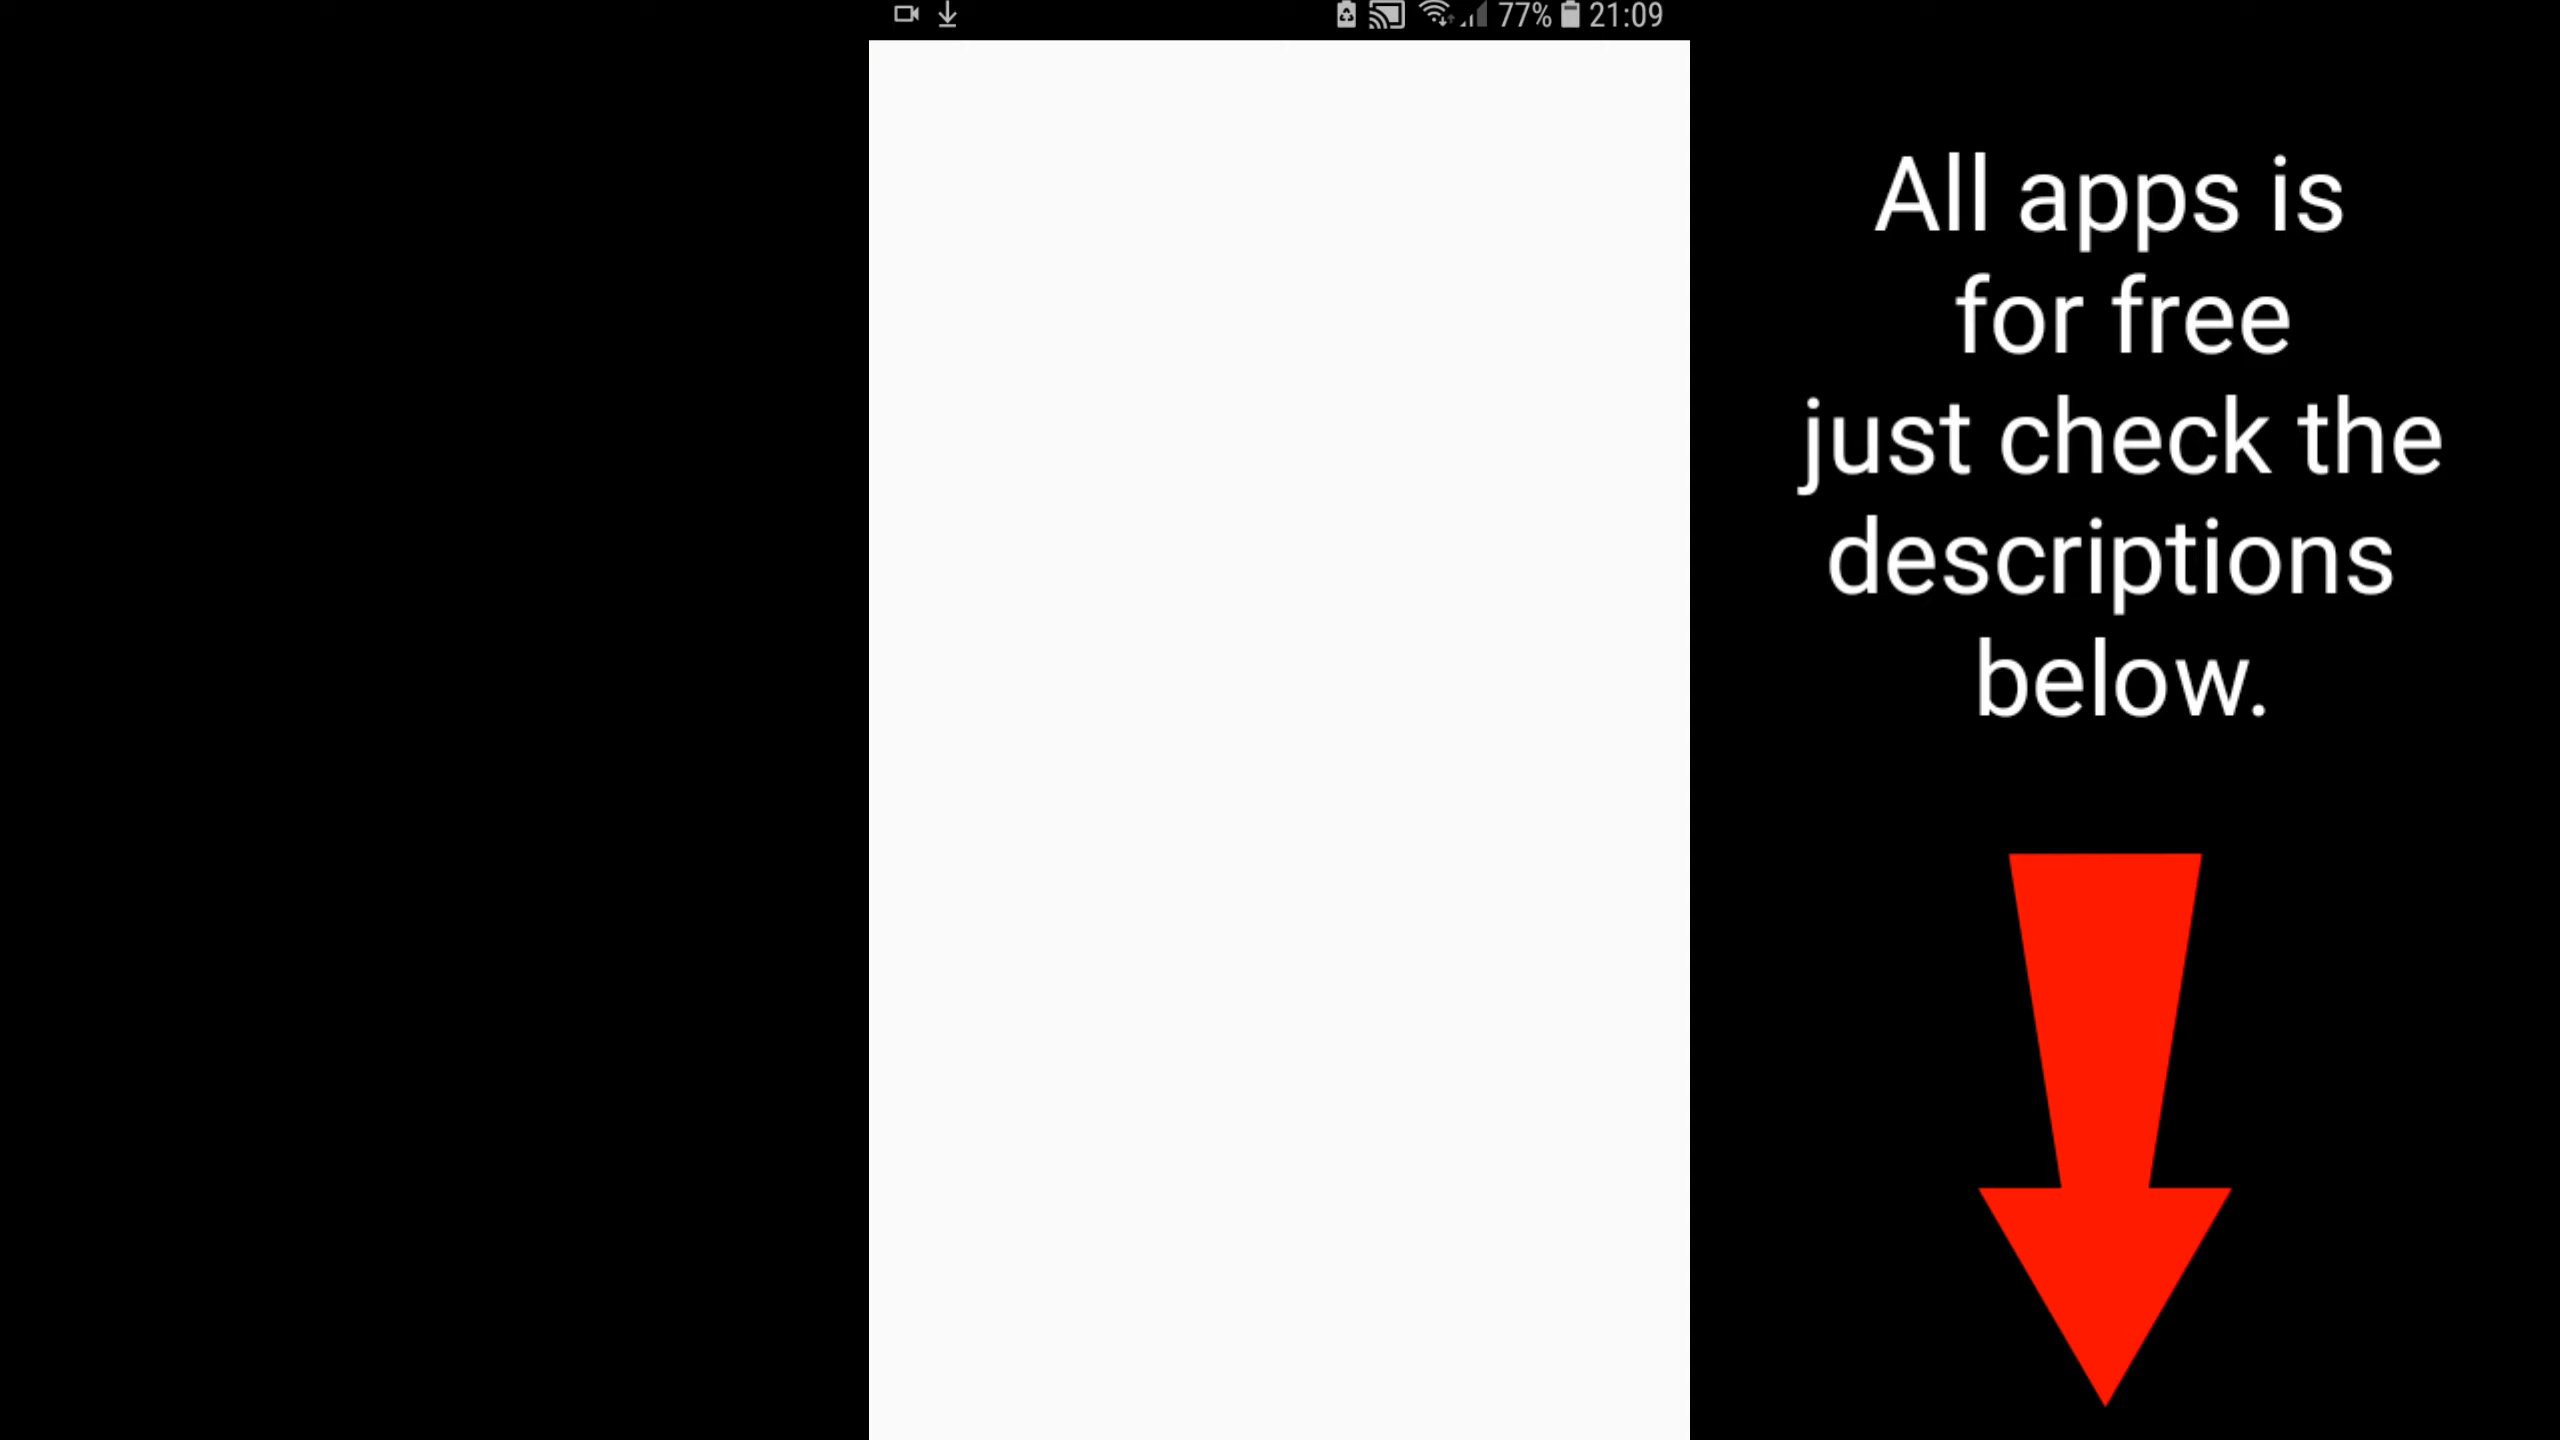 77% 21:09
All apps is
for free
just check the
descriptions
below.